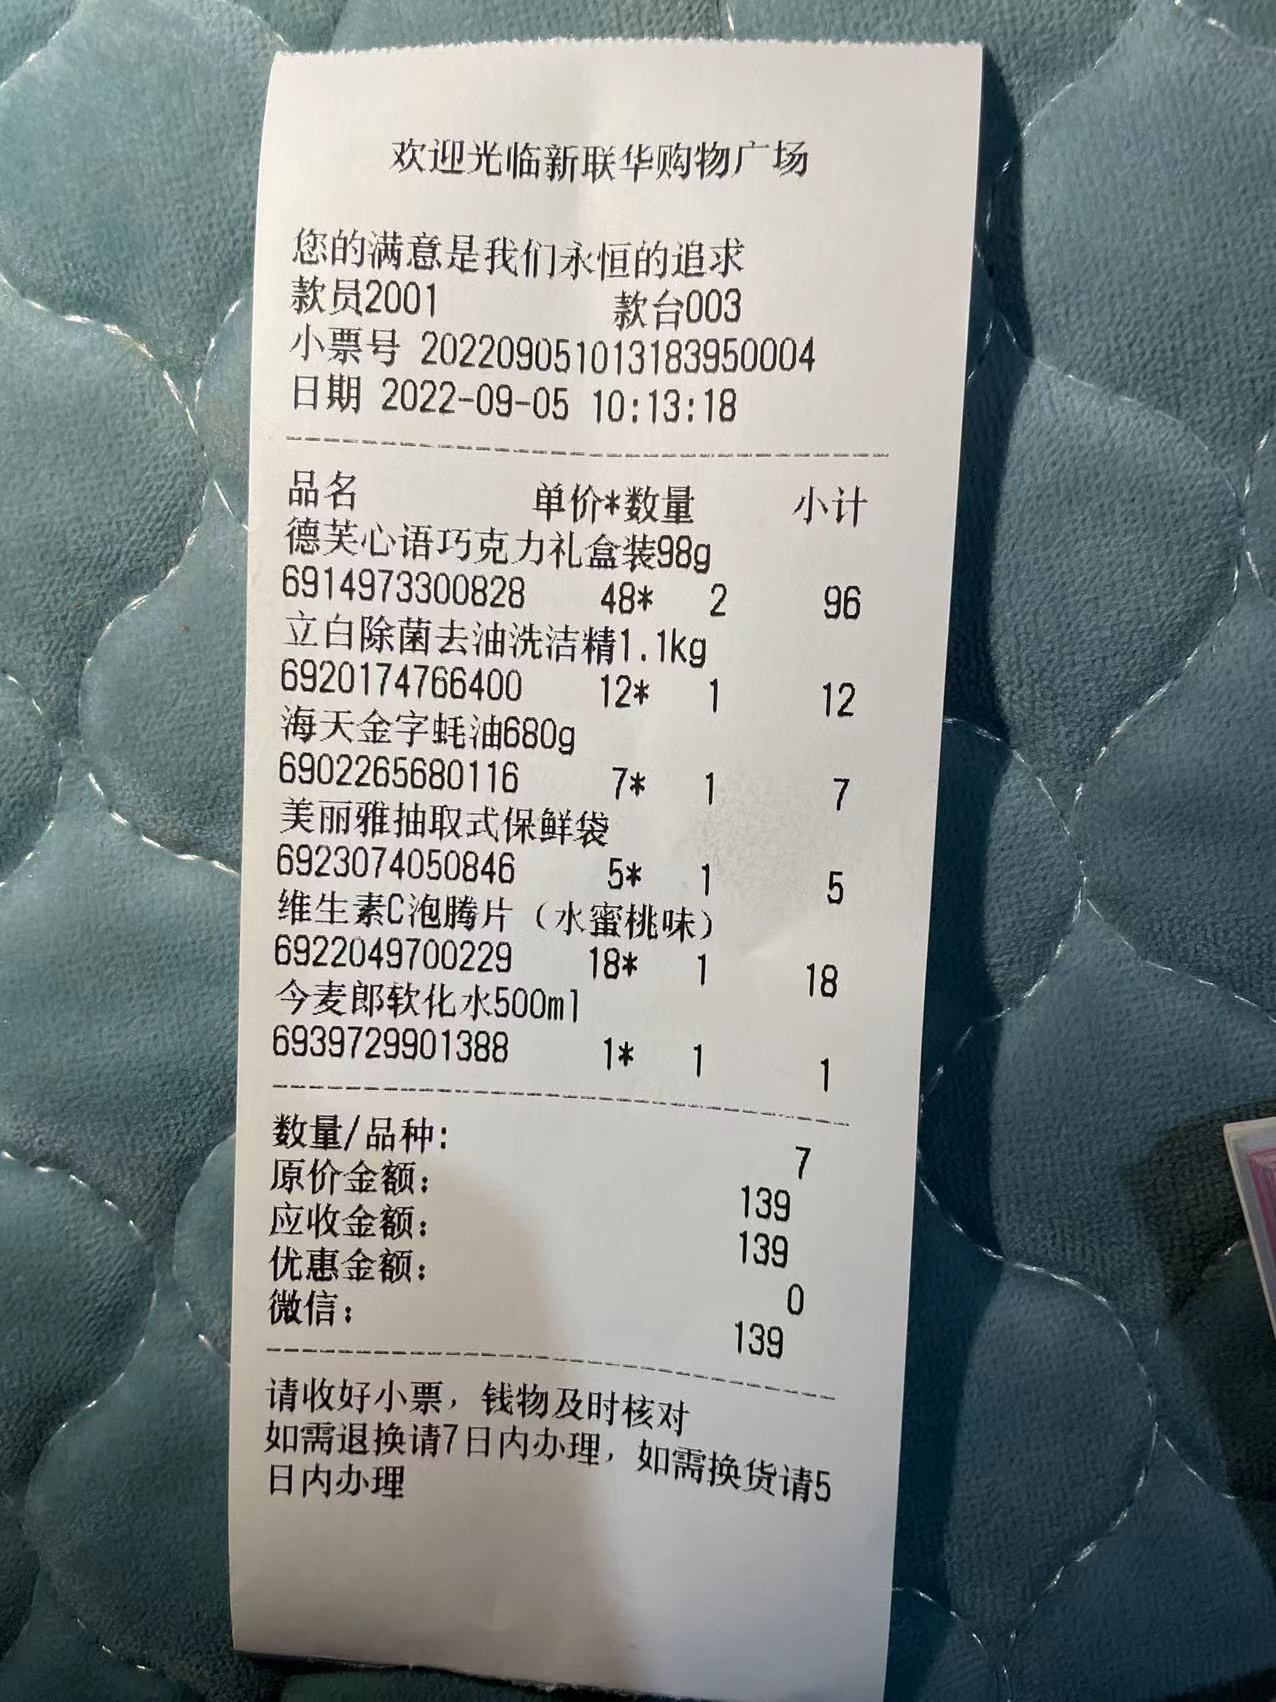 欢迎光临新联华购物广场
您的满意是我们永恒的追求
款员2001 款台003
小票号 202209051013183950004
日期 2022-09-05 10:13:18
品名 单价*数量 小计
德芙心语巧克力礼盒装98g
6914973300828 48* 2 96
立白除菌去油洗洁精1.1kg
6920174766400 12* 1 12
海天金字蚝油680g
6902265680116 7* 1 7
美丽雅抽取式保鲜袋
6923074050846 5* 1 5
维生素C泡腾片（水蜜桃味）
6922049700229 18* 1 18
今麦郎软化水500ml
6939729901388 1* 1 1
数量/品种: 7
原价金额: 139
应收金额: 139
优惠金额: 0
微信: 139
请收好小票，钱物及时核对
如需退换请7日内办理，如需换货请5
日内办理